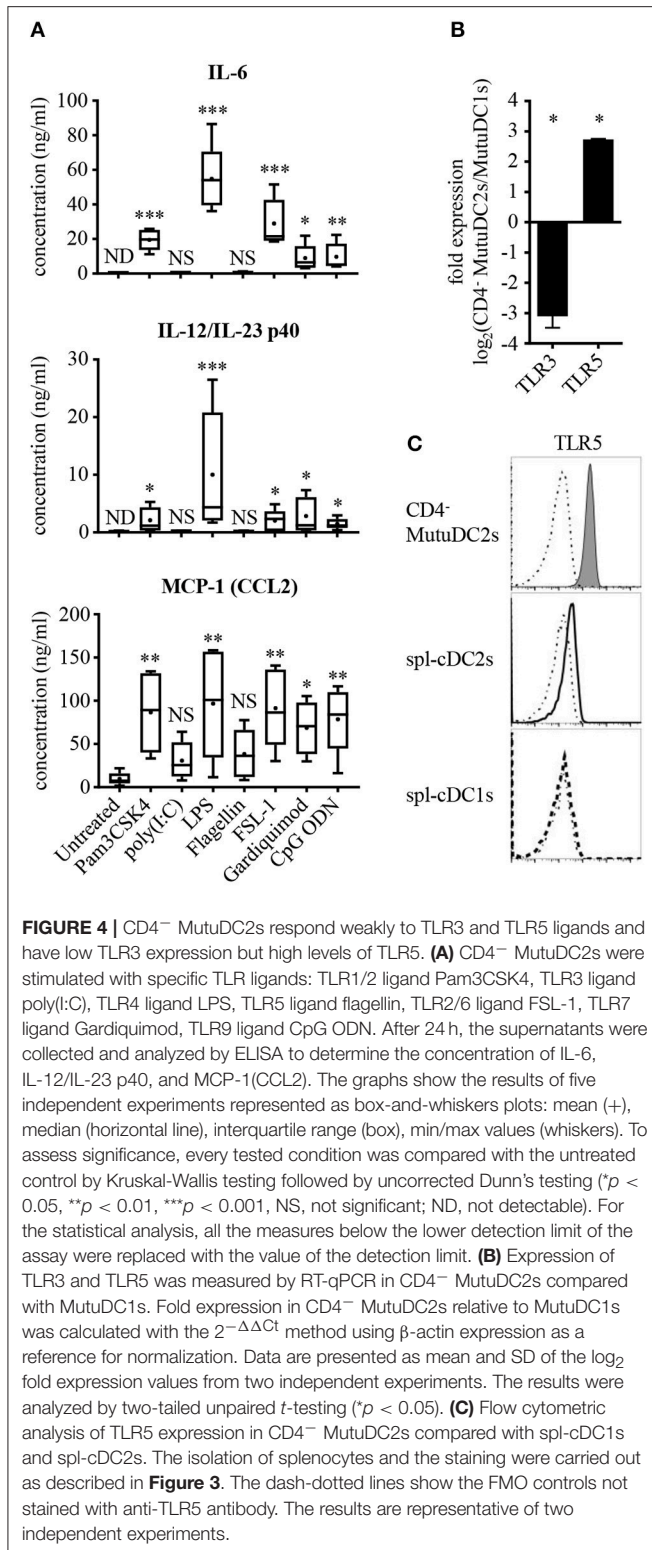 A
IL-6
concentration (ng/ml)
100
80
60
40
20
0
ND
***
NS
***
NS
***
*
**
IL-12/IL-23 p40
concentration (ng/ml)
30
20
10
0
ND
*
NS
***
NS
*
*
*
MCP-1 (CCL2)
concentration (ng/ml)
200
150
100
50
0
**
NS
**
NS
**
*
**
Untreated
Pam3CSK4
poly(I:C)
LPS
Flagellin
FSL-1
Gardiquimod
CpG ODN
B
fold expression
log₂(CD4⁻ MutuDC2s/MutuDC1s)
4
3
2
1
0
-1
-2
-3
-4
*
*
TLR3
TLR5
C
TLR5
CD4⁻
MutuDC2s
spl-cDC2s
spl-cDC1s
FIGURE 4 | CD4⁻ MutuDC2s respond weakly to TLR3 and TLR5 ligands and
have low TLR3 expression but high levels of TLR5. (A) CD4⁻ MutuDC2s were
stimulated with specific TLR ligands: TLR1/2 ligand Pam3CSK4, TLR3 ligand
poly(I:C), TLR4 ligand LPS, TLR5 ligand flagellin, TLR2/6 ligand FSL-1, TLR7
ligand Gardiquimod, TLR9 ligand CpG ODN. After 24 h, the supernatants were
collected and analyzed by ELISA to determine the concentration of IL-6,
IL-12/IL-23 p40, and MCP-1(CCL2). The graphs show the results of five
independent experiments represented as box-and-whiskers plots: mean (+),
median (horizontal line), interquartile range (box), min/max values (whiskers). To
assess significance, every tested condition was compared with the untreated
control by Kruskal-Wallis testing followed by uncorrected Dunn's testing (*p <
0.05, **p < 0.01, ***p < 0.001, NS, not significant; ND, not detectable). For
the statistical analysis, all the measures below the lower detection limit of the
assay were replaced with the value of the detection limit. (B) Expression of
TLR3 and TLR5 was measured by RT-qPCR in CD4⁻ MutuDC2s compared
with MutuDC1s. Fold expression in CD4⁻ MutuDC2s relative to MutuDC1s
was calculated with the 2⁻ΔΔCt method using β-actin expression as a
reference for normalization. Data are presented as mean and SD of the log₂
fold expression values from two independent experiments. The results were
analyzed by two-tailed unpaired t-testing (*p < 0.05). (C) Flow cytometric
analysis of TLR5 expression in CD4⁻ MutuDC2s compared with spl-cDC1s
and spl-cDC2s. The isolation of splenocytes and the staining were carried out
as described in Figure 3. The dash-dotted lines show the FMO controls not
stained with anti-TLR5 antibody. The results are representative of two
independent experiments.